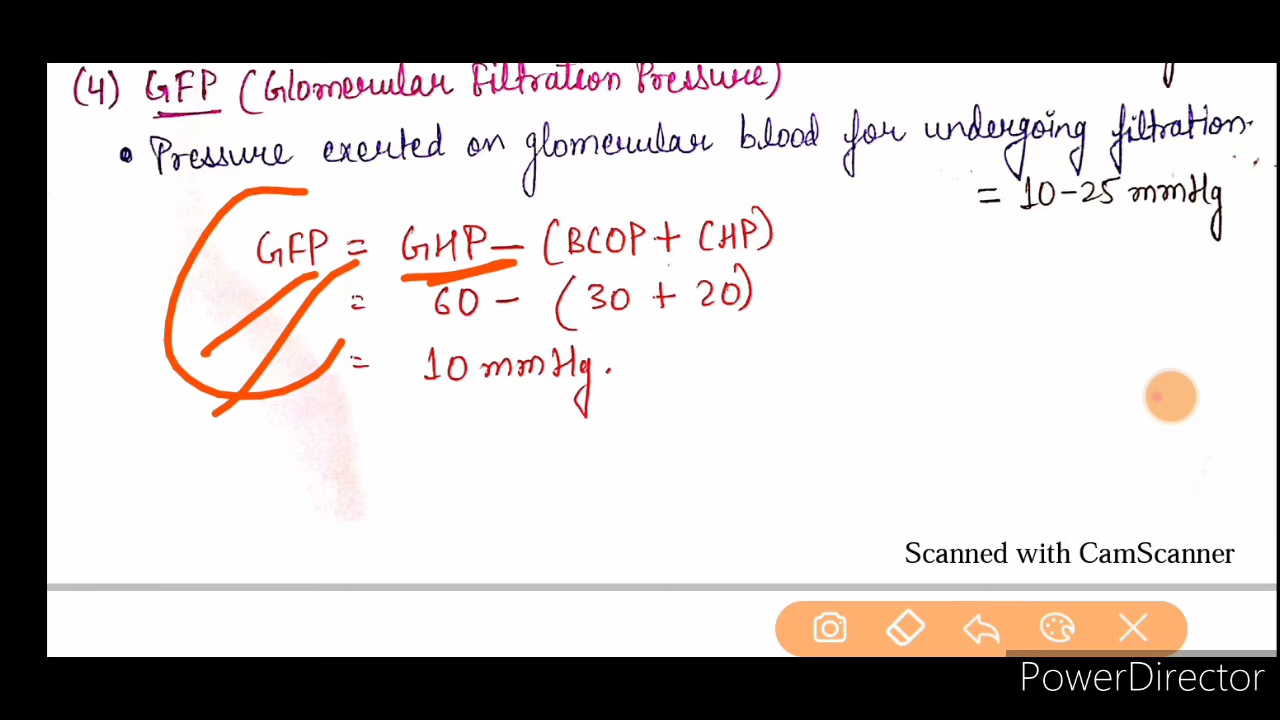 (4) GFP (Glomerular Filtration Pressure)
• Pressure exerted on glomerular blood for undergoing filtration.
= 10-25 mmHg
GFP = GHP - (BCOP + CHP)
= 60 - (30 + 20)
= 10 mmHg.
Scanned with CamScanner
PowerDirector